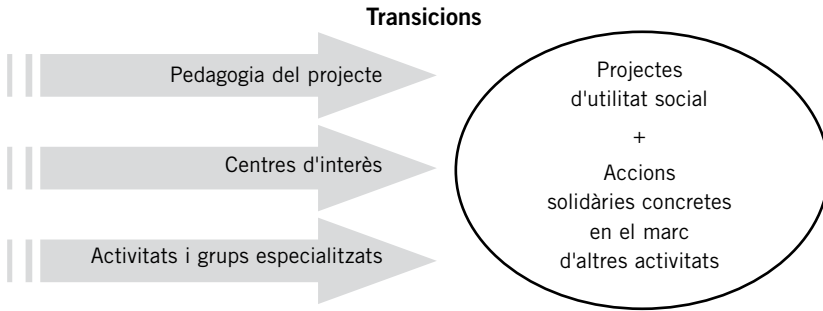 Transicions
Pedagogia del projecte
Centres d'interès
Activitats i grups especialitzats
Projectes
d'utilitat social
+
Accions
solidàries concretes
en el marc
d'altres activitats